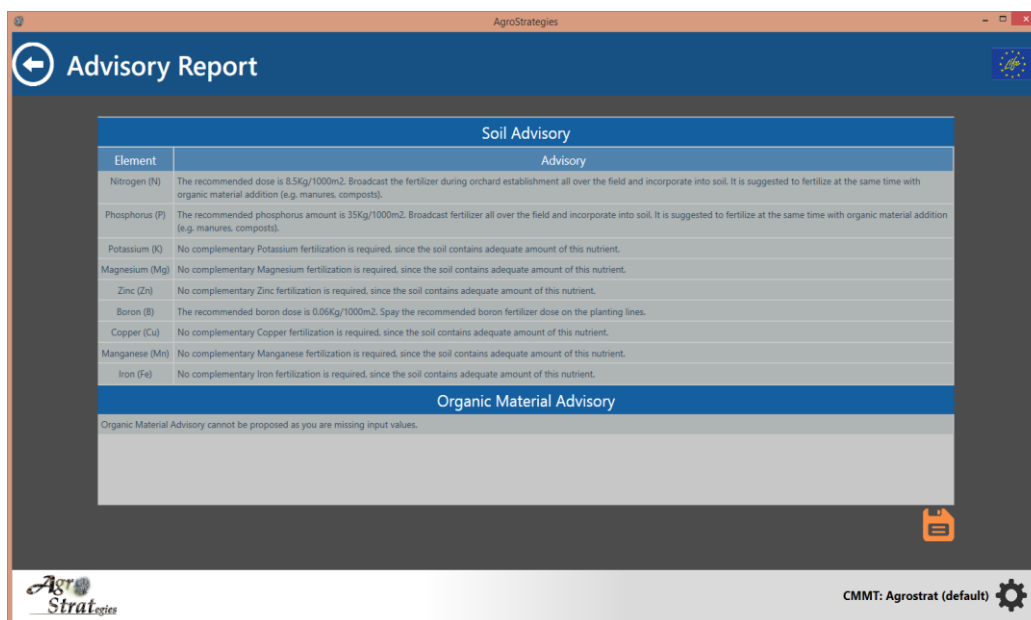 AgroStrategies
Advisory Report
Life
Soil Advisory
Element Advisory
Nitrogen (N) The recommended dose is 8.5Kg/1000m2. Broadcast the fertilizer during orchard establishment all over the field and incorporate into soil. It is suggested to fertilize at the same time with
organic material addition (e.g. manures, composts).
Phosphorus (P) The recommended phosphorus amount is 35Kg/1000m2. Broadcast fertilizer all over the field and incorporate into soil. It is suggested to fertilize at the same time with organic material addition
(e.g. manures, composts).
Potassium (K) No complementary Potassium fertilization is required, since the soil contains adequate amount of this nutrient.
Magnesium (Mg) No complementary Magnesium fertilization is required, since the soil contains adequate amount of this nutrient.
Zinc (Zn) No complementary Zinc fertilization is required, since the soil contains adequate amount of this nutrient.
Boron (B) The recommended boron dose is 0.06Kg/1000m2. Spay the recommended boron fertilizer dose on the planting lines.
Copper (Cu) No complementary Copper fertilization is required, since the soil contains adequate amount of this nutrient.
Manganese (Mn) No complementary Manganese fertilization is required, since the soil contains adequate amount of this nutrient.
Iron (Fe) No complementary Iron fertilization is required, since the soil contains adequate amount of this nutrient.
Organic Material Advisory
Organic Material Advisory cannot be proposed as you are missing input values.
Agro
Strategies
CMMT: Agrostrat (default)